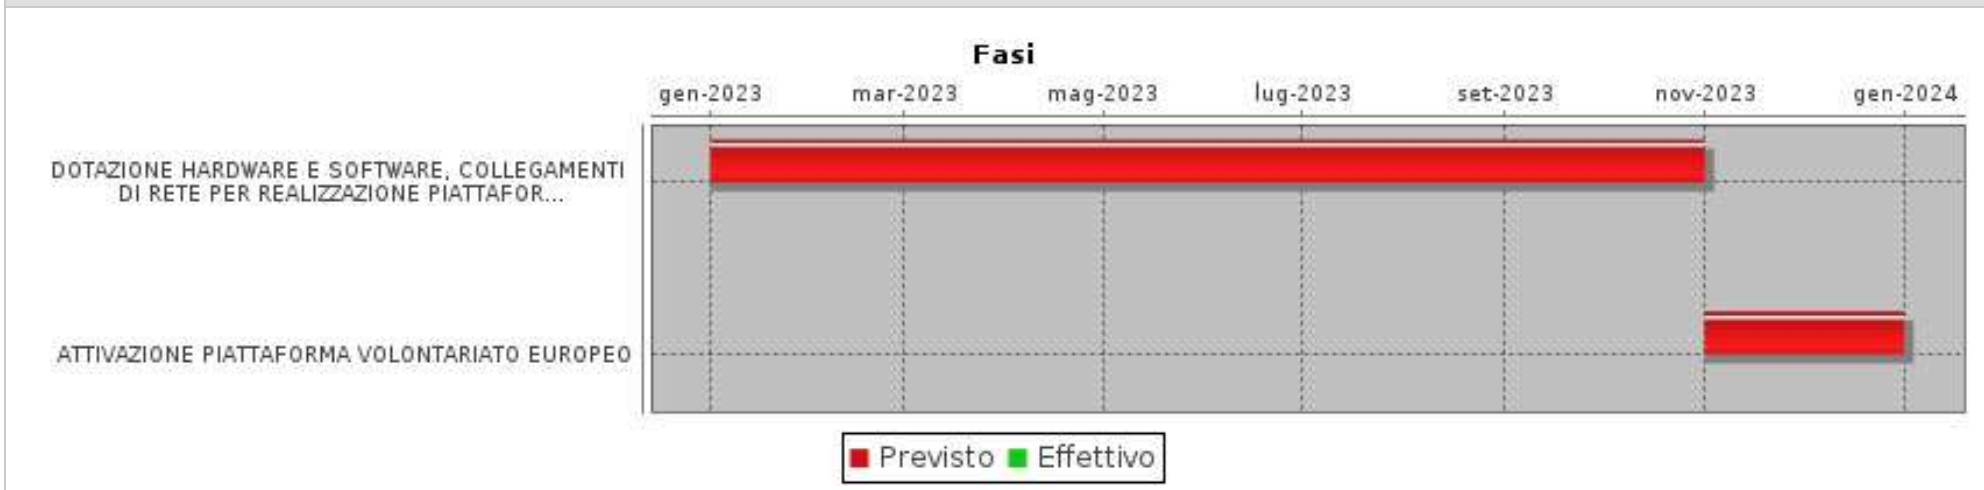 Fasi
gen-2023 mar-2023 mag-2023 lug-2023 set-2023 nov-2023 gen-2024
DOTAZIONE HARDWARE E SOFTWARE, COLLEGAMENTI
DI RETE PER REALIZZAZIONE PIATTAFOR...
ATTIVAZIONE PIATTAFORMA VOLONTARIATO EUROPEO
Previsto Effettivo